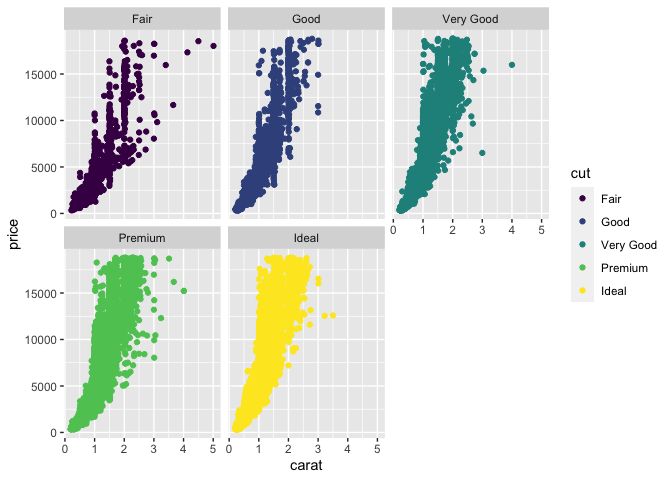 Fair Good Very Good
15000
10000
5000
0
0 1 2 3 4 5
cut
Fair
Good
Very Good
Premium
Ideal
price
Premium Ideal
15000
10000
5000
0
0 1 2 3 4 5 0 1 2 3 4 5
carat